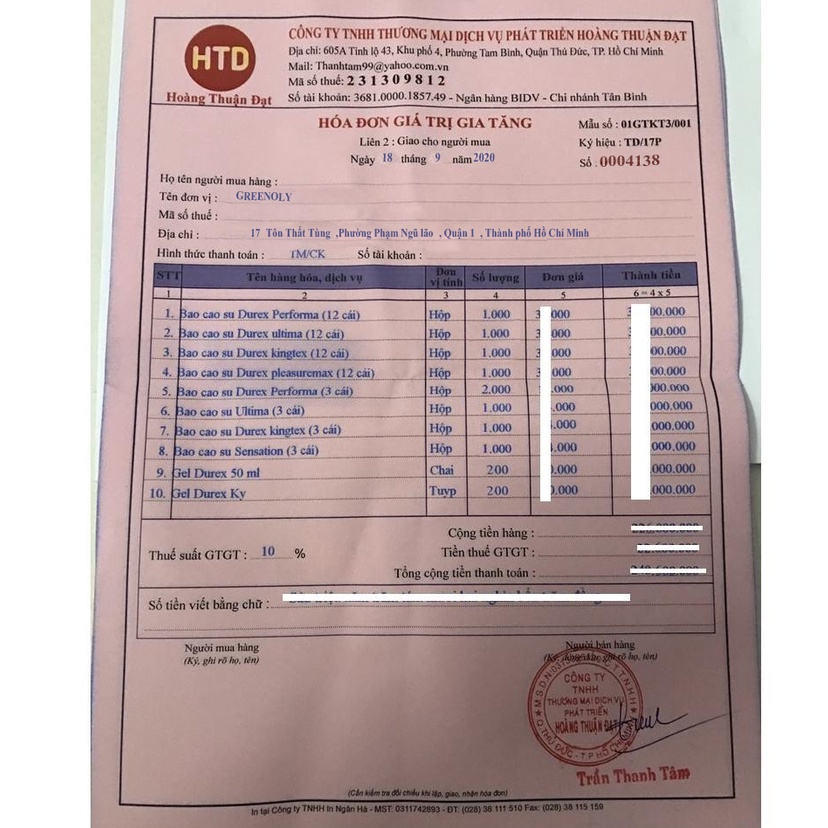 HTD
Hoàng Thuận Đạt
CÔNG TY TNHH THƯƠNG MẠI DỊCH VỤ PHÁT TRIỂN HOÀNG THUẬN ĐẠT
Địa chỉ: 605A Tỉnh lộ 43, Khu phố 4, Phường Tam Bình, Quận Thủ Đức, TP. Hồ Chí Minh
Mail: Thanhtam99@yahoo.com.vn
Mã số thuế: 231309812
Số tài khoản: 3681.0000.1857.49 - Ngân hàng BIDV - Chi nhánh Tân Bình
HÓA ĐƠN GIÁ TRỊ GIA TĂNG
Liên 2 : Giao cho người mua
Ngày 18 tháng 9 năm 2020
Mẫu số : 01GTKT3/001
Ký hiệu : TD/17P
Số : 0004138
Họ tên người mua hàng :
Tên đơn vị : GREENOLY
Mã số thuế :
Địa chỉ : 17 Tôn Thất Tùng ,Phường Phạm Ngũ lão , Quận 1 , Thành phố Hồ Chí Minh
Hình thức thanh toán : TM/CK Số tài khoản :
STT Tên hàng hóa, dịch vụ Đơn vị tính Số lượng Đơn giá Thành tiền
1 2 3 4 5 6 = 4 x 5
1. Bao cao su Durex Performa (12 cái) Hộp 1.000
2. Bao cao su Durex ultima (12 cái) Hộp 1.000
3. Bao cao su Durex kingtex (12 cái) Hộp 1.000
4. Bao cao su Durex pleasuremax (12 cái) Hộp 1.000
5. Bao cao su Durex Performa (3 cái) Hộp 2.000
6. Bao cao su Ultima (3 cái) Hộp 1.000
7. Bao cao su Durex kingtex (3 cái) Hộp 1.000
8. Bao cao su Sensation (3 cái) Hộp 1.000
9. Gel Durex 50 ml Chai 200
10. Gel Durex Ky Tuyp 200
Cộng tiền hàng :
Thuế suất GTGT : 10 % Tiền thuế GTGT :
Tổng cộng tiền thanh toán :
Số tiền viết bằng chữ :
Người mua hàng Người bán hàng
(Ký, ghi rõ họ, tên)
CÔNG TY
TNHH
THƯƠNG MẠI DỊCH VỤ
PHÁT TRIỂN
HOÀNG THUẬN ĐẠT
Q.THỦ ĐỨC - T.P HỒ CHÍ MINH
Trần Thanh Tâm
(Cần kiểm tra đối chiếu khi lập, giao, nhận hóa đơn)
In tại Công ty TNHH In Ngân Hà - MST: 0311742893 - ĐT: (028) 38 111 510 Fax: (028) 38 115 159